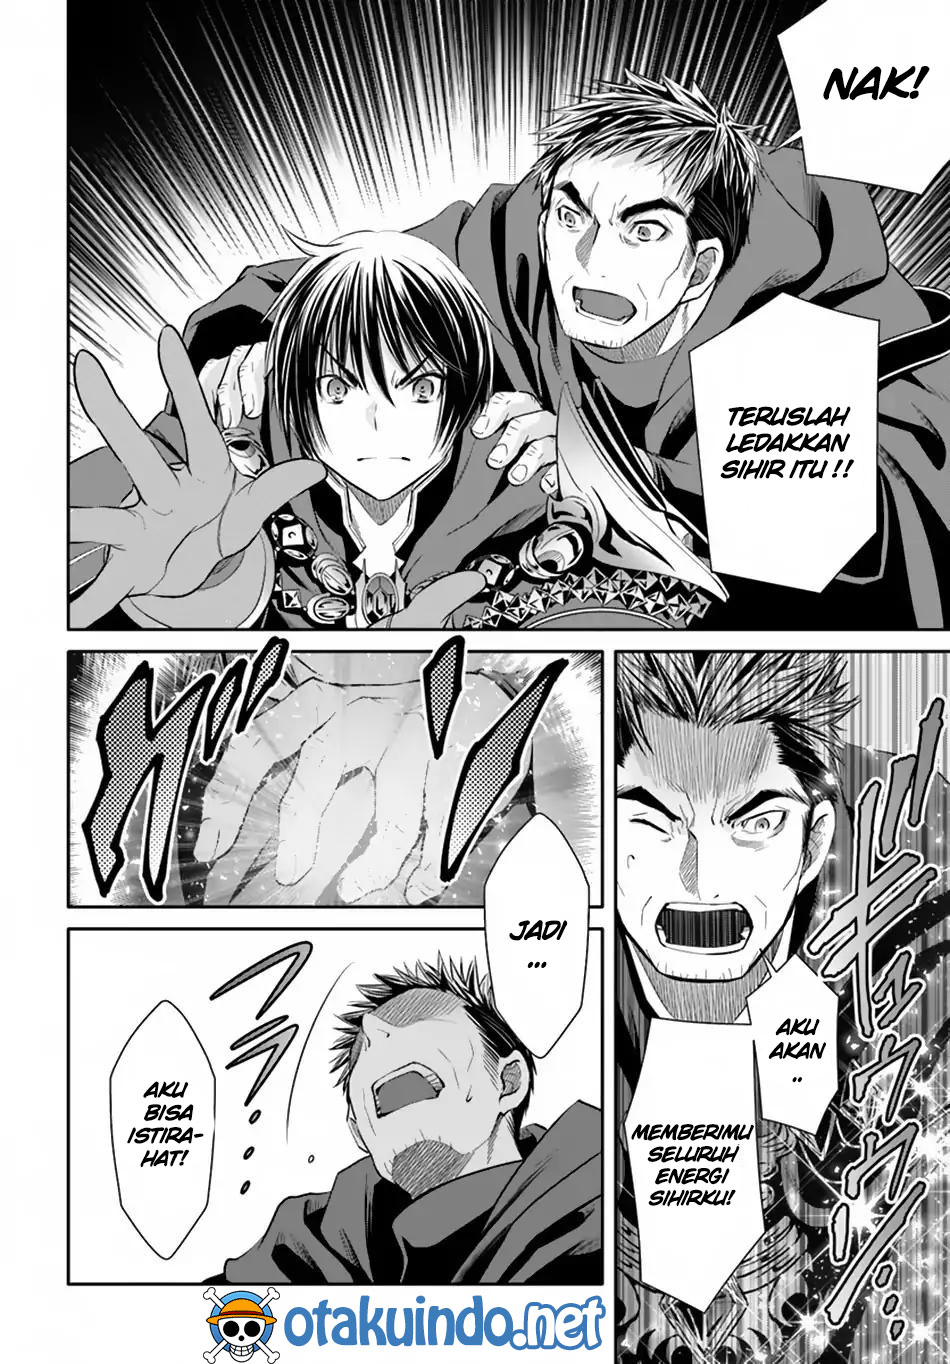 NAK!
TERUSLAH
LEDAKKAN
SIHIR ITU !!
AKU
AKAN
..
MEMBERIMU
SELURUH
ENERGI
SIHIRKU!
JADI
...
AKU
BISA
ISTIRA-
HAT!
otakuindo.net